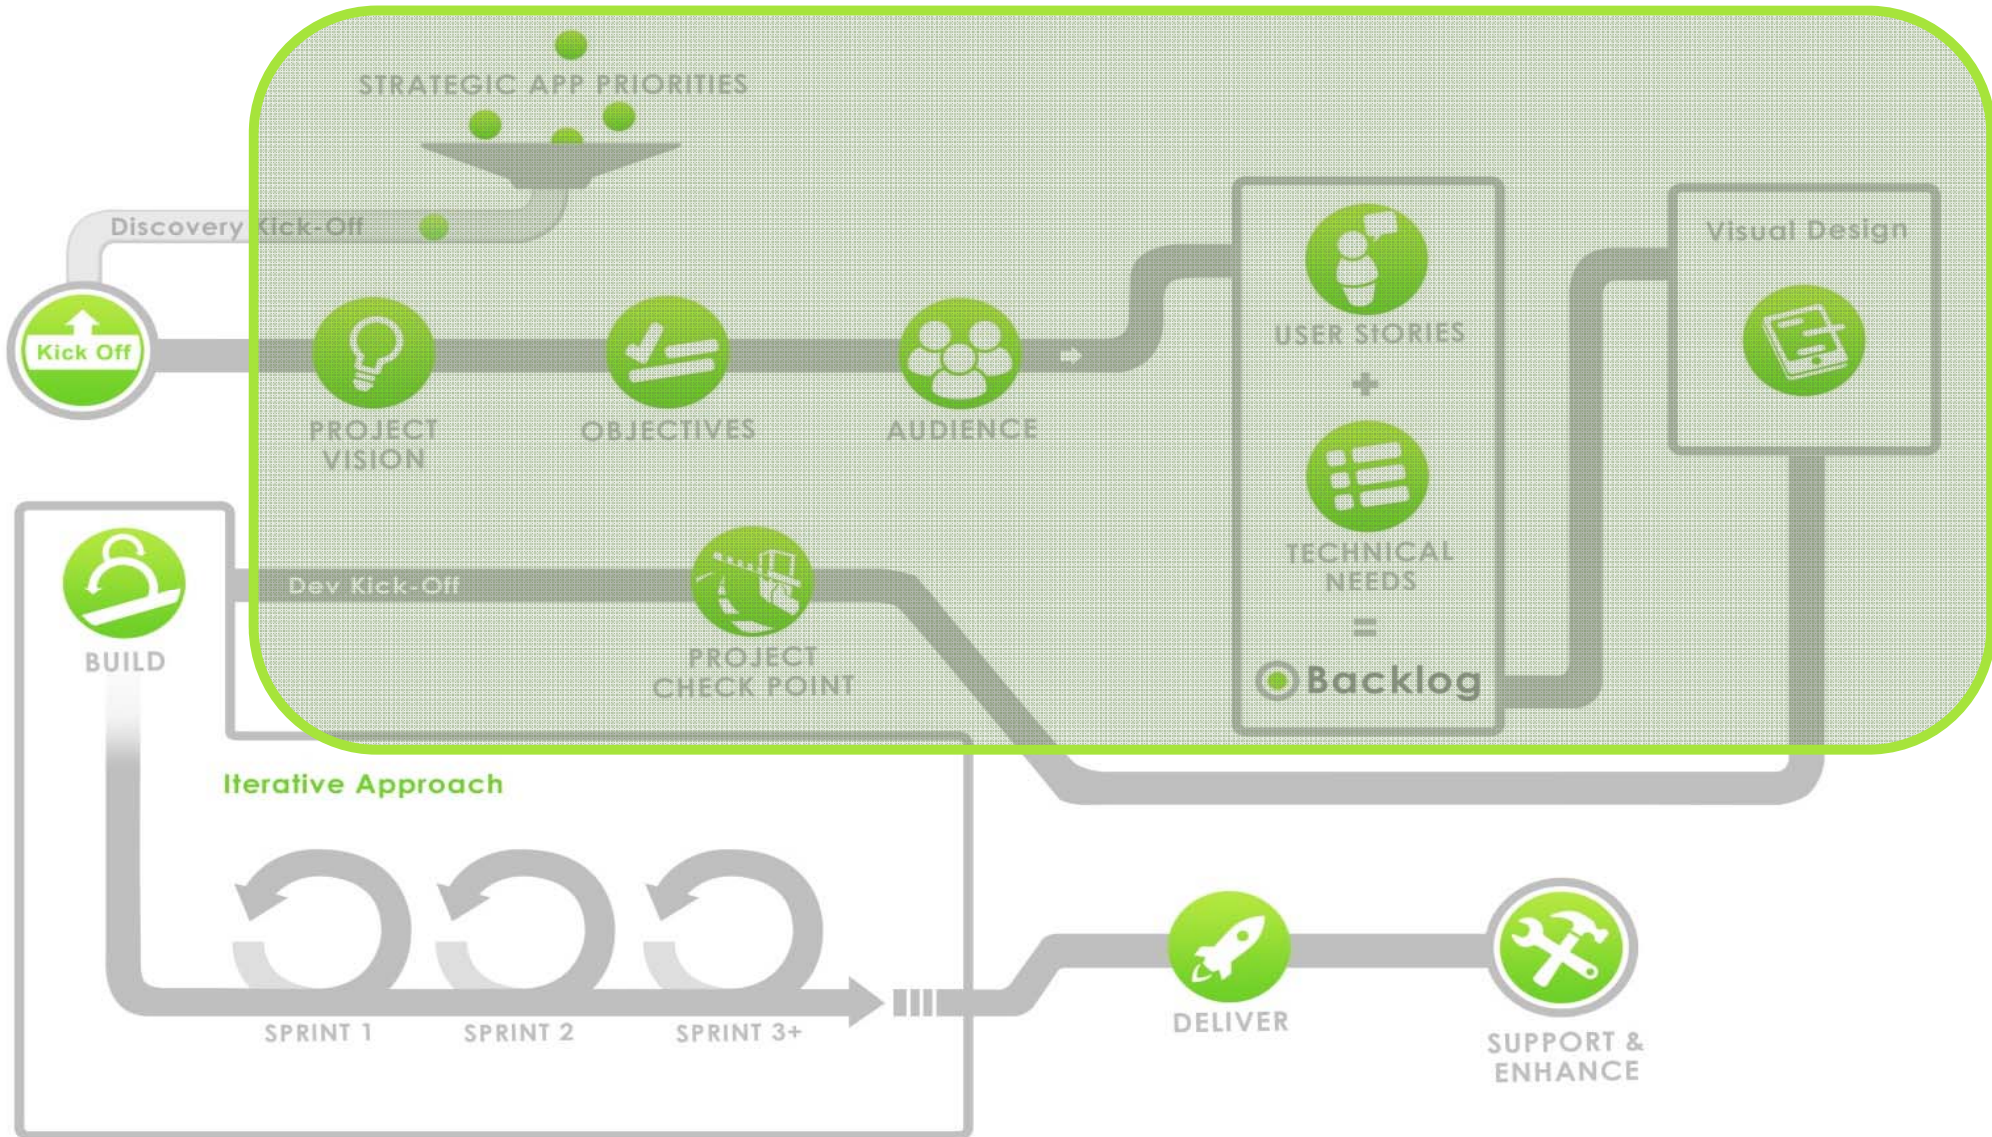 STRATEGIC APP PRIORITIES
Discovery Kick-Off
Kick Off
PROJECT
VISION
OBJECTIVES
AUDIENCE
USER StORIES
+
TECHNICAL
NEEDS
=
Backlog
Visual Design
BUILD
Dev Kick-Off
PROJECT
CHECK POINT
Iterative Approach
SPRINT 1
SPRINT 2
SPRINT 3+
DELIVER
SUPPORT &
ENHANCE